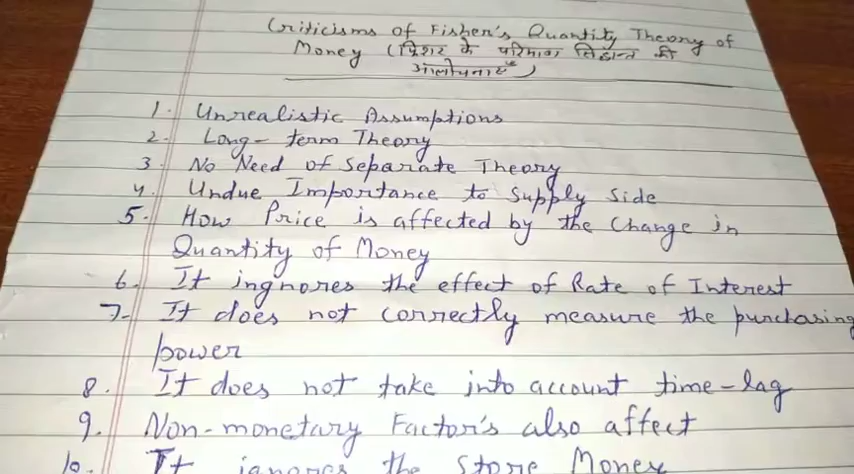 Criticisms of Fisher's Quantity Theory of
Money (फिशर के परिमाण सिद्धान्त की
आलोचनाएँ)
1. Unrealistic Assumptions
2. Long-term Theory
3. No Need of Separate Theory
4. Undue Importance to Supply Side
5. How Price is affected by the Change in
Quantity of Money
6. It ingnores the effect of Rate of Interest
7. It does not correctly measure the purchasing
power
8. It does not take into account time-lag
9. Non-monetary Factor's also affect
10. It ignores the Store Money